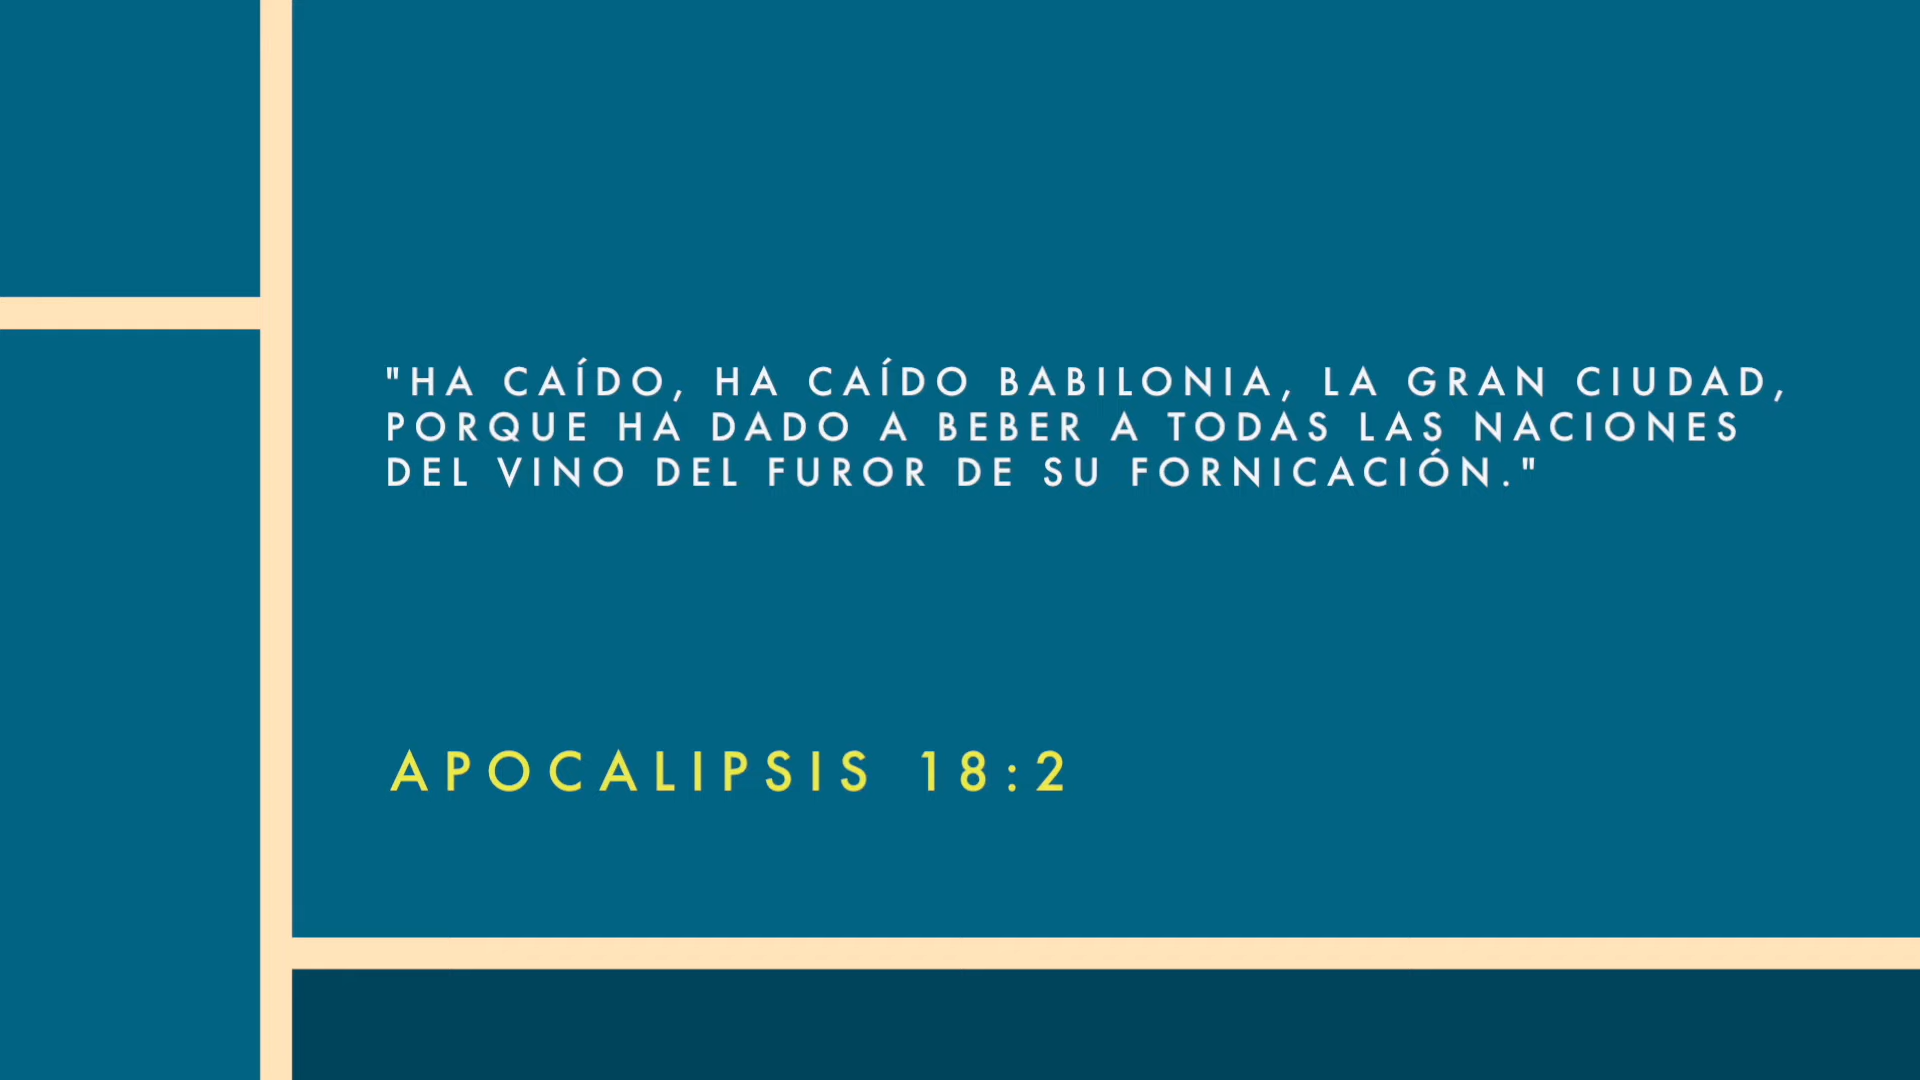 "HA CAÍDO, HA CAÍDO BABILONIA, LA GRAN CIUDAD,
PORQUE HA DADO A BEBER A TODAS LAS NACIONES
DEL VINO DEL FUROR DE SU FORNICACIÓN."
APOCALIPSIS 18:2